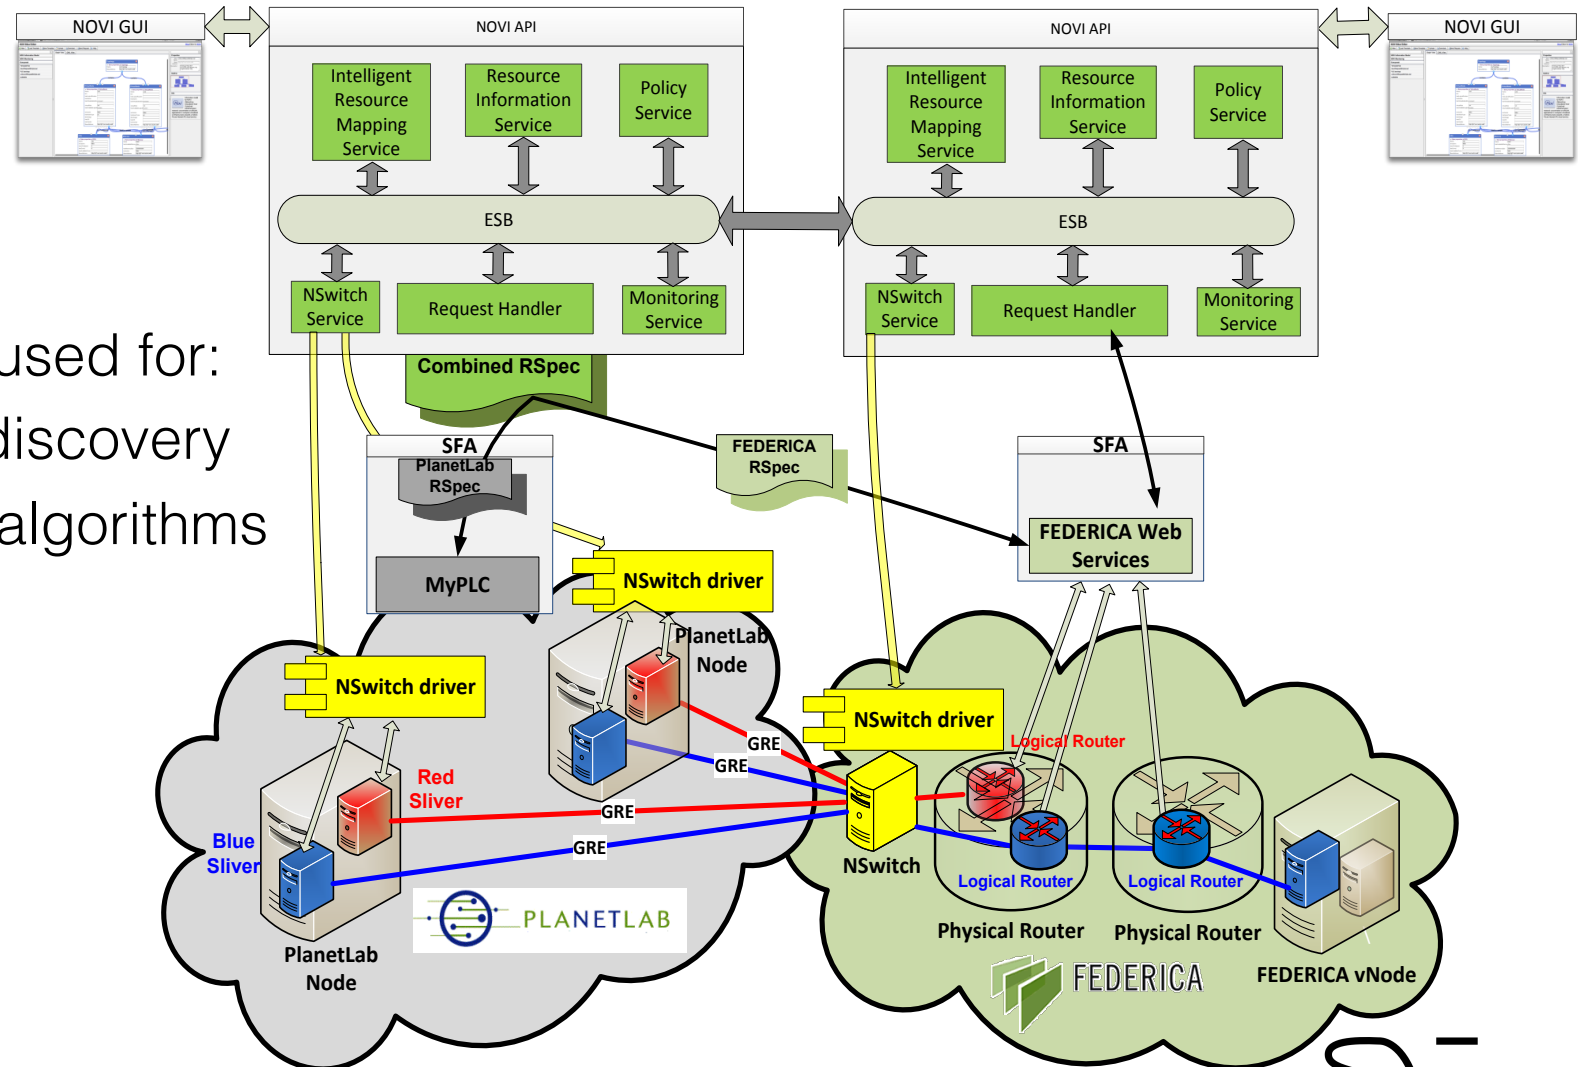 NOVI GUI
NOVI API
Intelligent
Resource
Mapping
Service
Resource
Information
Service
Policy
Service
ESB
NSwitch
Service
Request Handler
Monitoring
Service
NOVI API
NOVI GUI
Intelligent
Resource
Mapping
Service
Resource
Information
Service
Policy
Service
ESB
NSwitch
Service
Request Handler
Monitoring
Service
used for:
discovery
algorithms
Combined RSpec
SFA
PlanetLab
RSpec
MyPLC
FEDERICA
RSpec
SFA
FEDERICA Web
Services
NSwitch driver
PlanetLab
Node
NSwitch driver
NSwitch driver
Red
Sliver
Blue
Sliver
GRE
GRE
GRE
GRE
PlanetLab
Node
PLANETLAB
NSwitch
Logical Router
Logical Router
Logical Router
Physical Router
Physical Router
FEDERICA vNode
FEDERICA